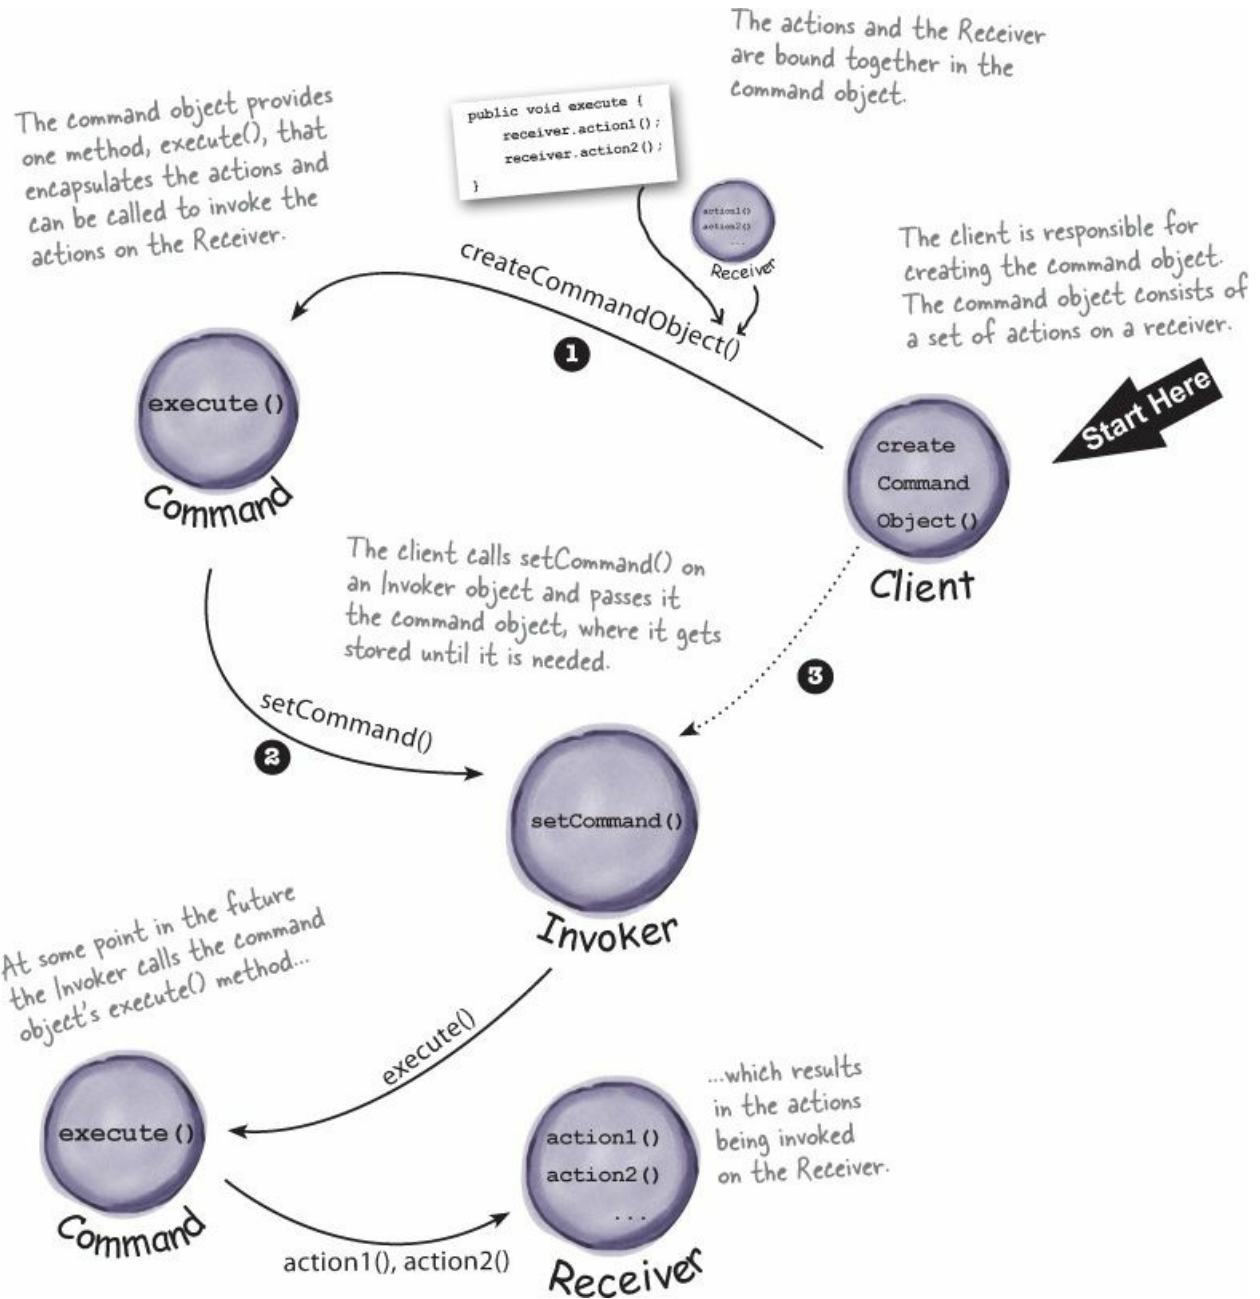 The actions and the Receiver
are bound together in the
command object.
The command object provides
one method, execute(), that
encapsulates the actions and
can be called to invoke the
actions on the Receiver.
public void execute {
receiver.action1();
receiver.action2();
}
action1()
action2()
...
Receiver
createCommandObject()
1
The client is responsible for
creating the command object.
The command object consists of
a set of actions on a receiver.
Start Here
execute()
Command
create
Command
Object()
Client
The client calls setCommand() on
an Invoker object and passes it
the command object, where it gets
stored until it is needed.
3
setCommand()
2
setCommand()
Invoker
At some point in the future
the Invoker calls the command
object's execute() method...
execute()
execute()
Command
action1(), action2()
action1()
action2()
...
Receiver
...which results
in the actions
being invoked
on the Receiver.